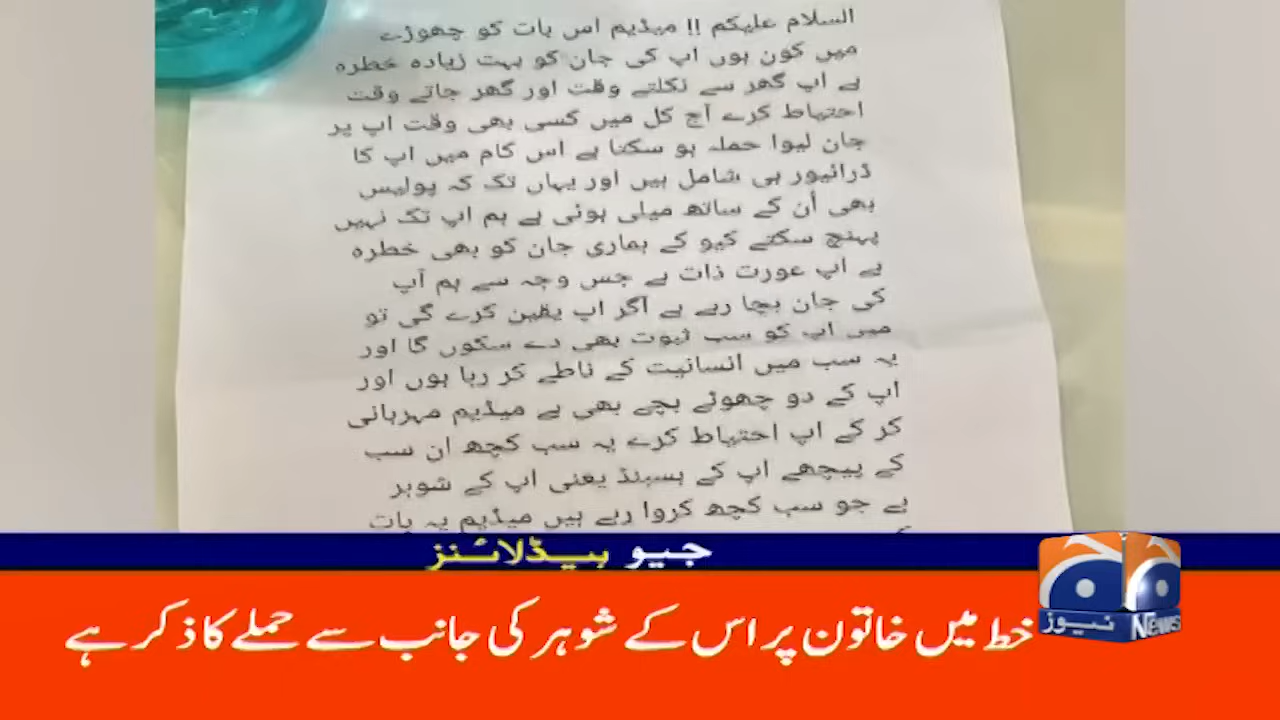 السلام علیکم !! میڈیم اس بات کو چھوڑے
میں کون ہوں اپ کی جان کو بہت زیادہ خطرہ
ہے اپ گھر سے نکلتے وقت اور گھر جاتے وقت
احتیاط کرے آج کل میں کسی بھی وقت اپ پر
جان لیوا حملہ ہو سکتا ہے اس کام میں اپ کا
ڈرائیور ہی شامل ہیں اور یہاں تک کہ پولیس
بھی اُن کے ساتھ میلی ہوئی ہے ہم اپ تک نہیں
پہنچ سکتے کیو کے ہماری جان کو بھی خطرہ
ہے اپ عورت ذات ہے جس وجہ سے ہم آپ
کی جان بچا رہے ہے اگر اپ یقین کرے گی تو
میں اپ کو سب ثبوت بھی دے سکوں گا اور
یہ سب میں انسانیت کے ناطے کر رہا ہوں اور
اپ کے دو چھوٹے بچے بھی ہے میڈیم مہربانی
کر کے اپ احتیاط کرے یہ سب کچھ ان سب
کے پیچھے اپ کے ہسبنڈ یعنی اپ کے شوہر
ہے جو سب کچھ کروا رہے ہیں میڈیم یہ بات
جیو ہیڈلائنز
خط میں خاتون پر اس کے شوہر کی جانب سے حملے کا ذکر ہے
نیوز NEWS